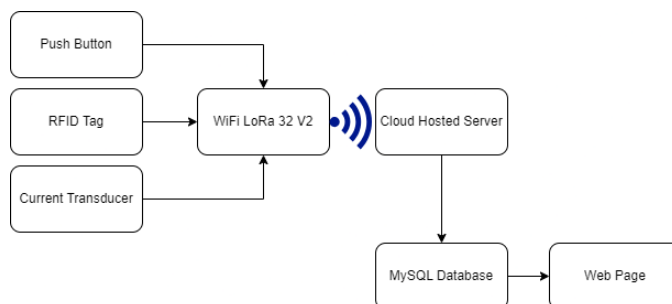 Push Button
RFID Tag
WiFi LoRa 32 V2
Cloud Hosted Server
Current Transducer
MySQL Database
Web Page